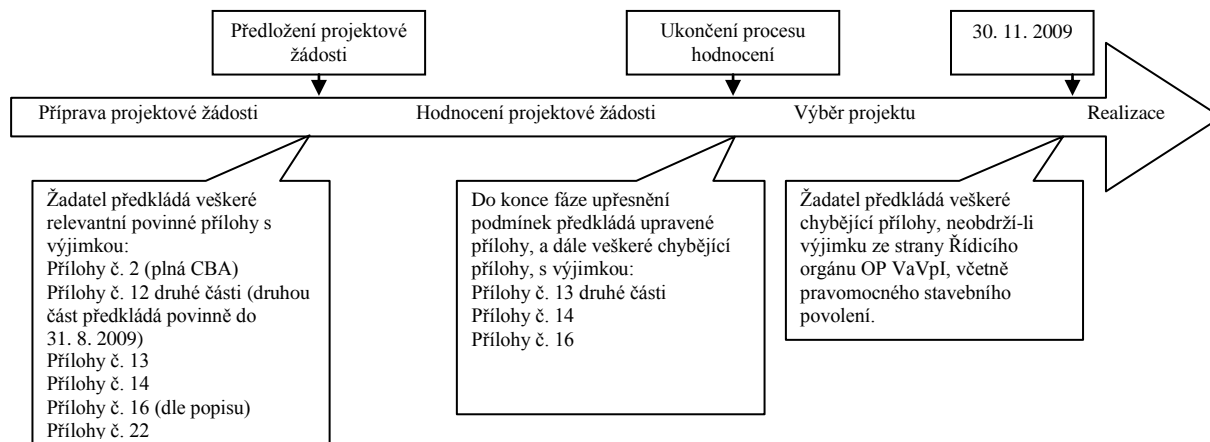 Předložení projektové
žádosti
Ukončení procesu
hodnocení
30. 11. 2009
Příprava projektové žádosti
Hodnocení projektové žádosti
Výběr projektu
Realizace
Žadatel předkládá veškeré
relevantní povinné přílohy s
výjimkou:
Přílohy č. 2 (plná CBA)
Přílohy č. 12 druhé části (druhou
část předkládá povinně do
31. 8. 2009)
Přílohy č. 13
Přílohy č. 14
Přílohy č. 16 (dle popisu)
Přílohy č. 22
Do konce fáze upřesnění
podmínek předkládá upravené
přílohy, a dále veškeré chybějící
přílohy, s výjimkou:
Přílohy č. 13 druhé části
Přílohy č. 14
Přílohy č. 16
Žadatel předkládá veškeré
chybějící přílohy, neobdrží-li
výjimku ze strany Řídicího
orgánu OP VaVpI, včetně
pravomocného stavebního
povolení.